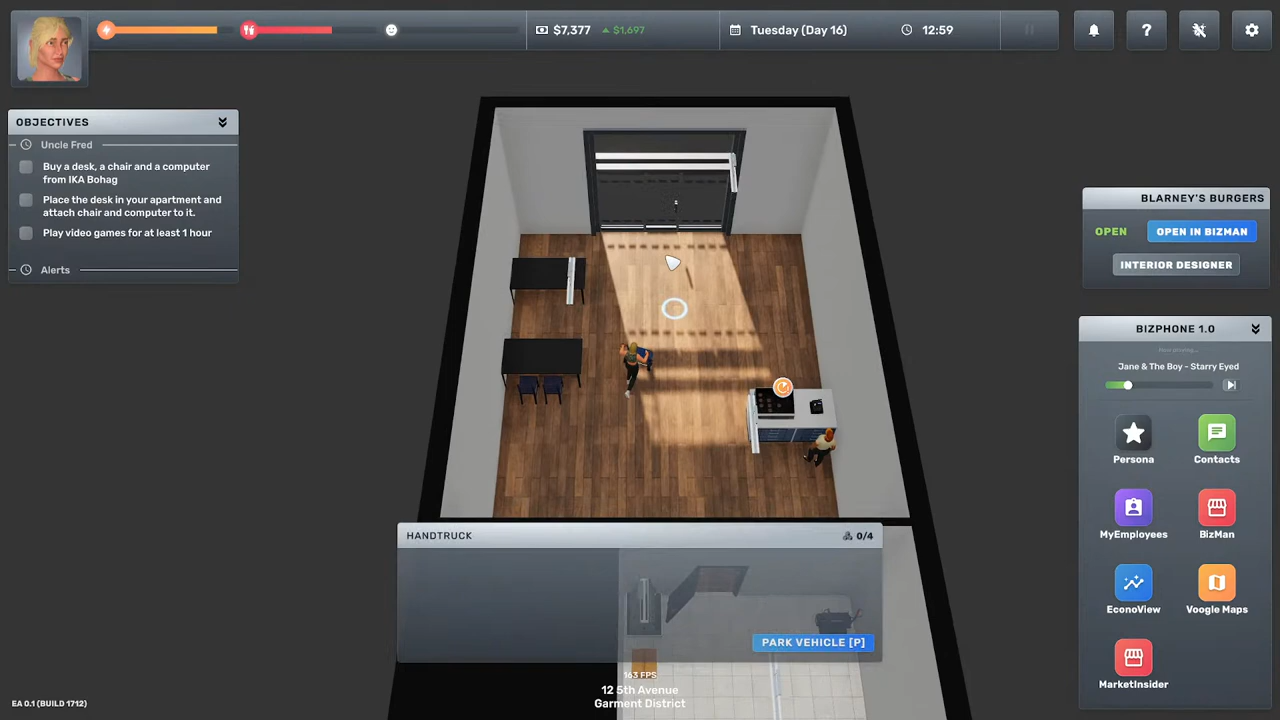 $7,377 $1,697
Tuesday (Day 16)
12:59
?
OBJECTIVES
Uncle Fred
Buy a desk, a chair and a computer
from IKA Bohag
Place the desk in your apartment and
attach chair and computer to it.
Play video games for at least 1 hour
Alerts
BLARNEY'S BURGERS
OPEN
OPEN IN BIZMAN
INTERIOR DESIGNER
BIZPHONE 1.0
Now playing...
Jane & The Boy - Starry Eyed
Persona
Contacts
MyEmployees
BizMan
EconoView
Voogle Maps
MarketInsider
HANDTRUCK
0/4
PARK VEHICLE [P]
163 FPS
12 5th Avenue
Garment District
EA 0.1 (BUILD 1712)